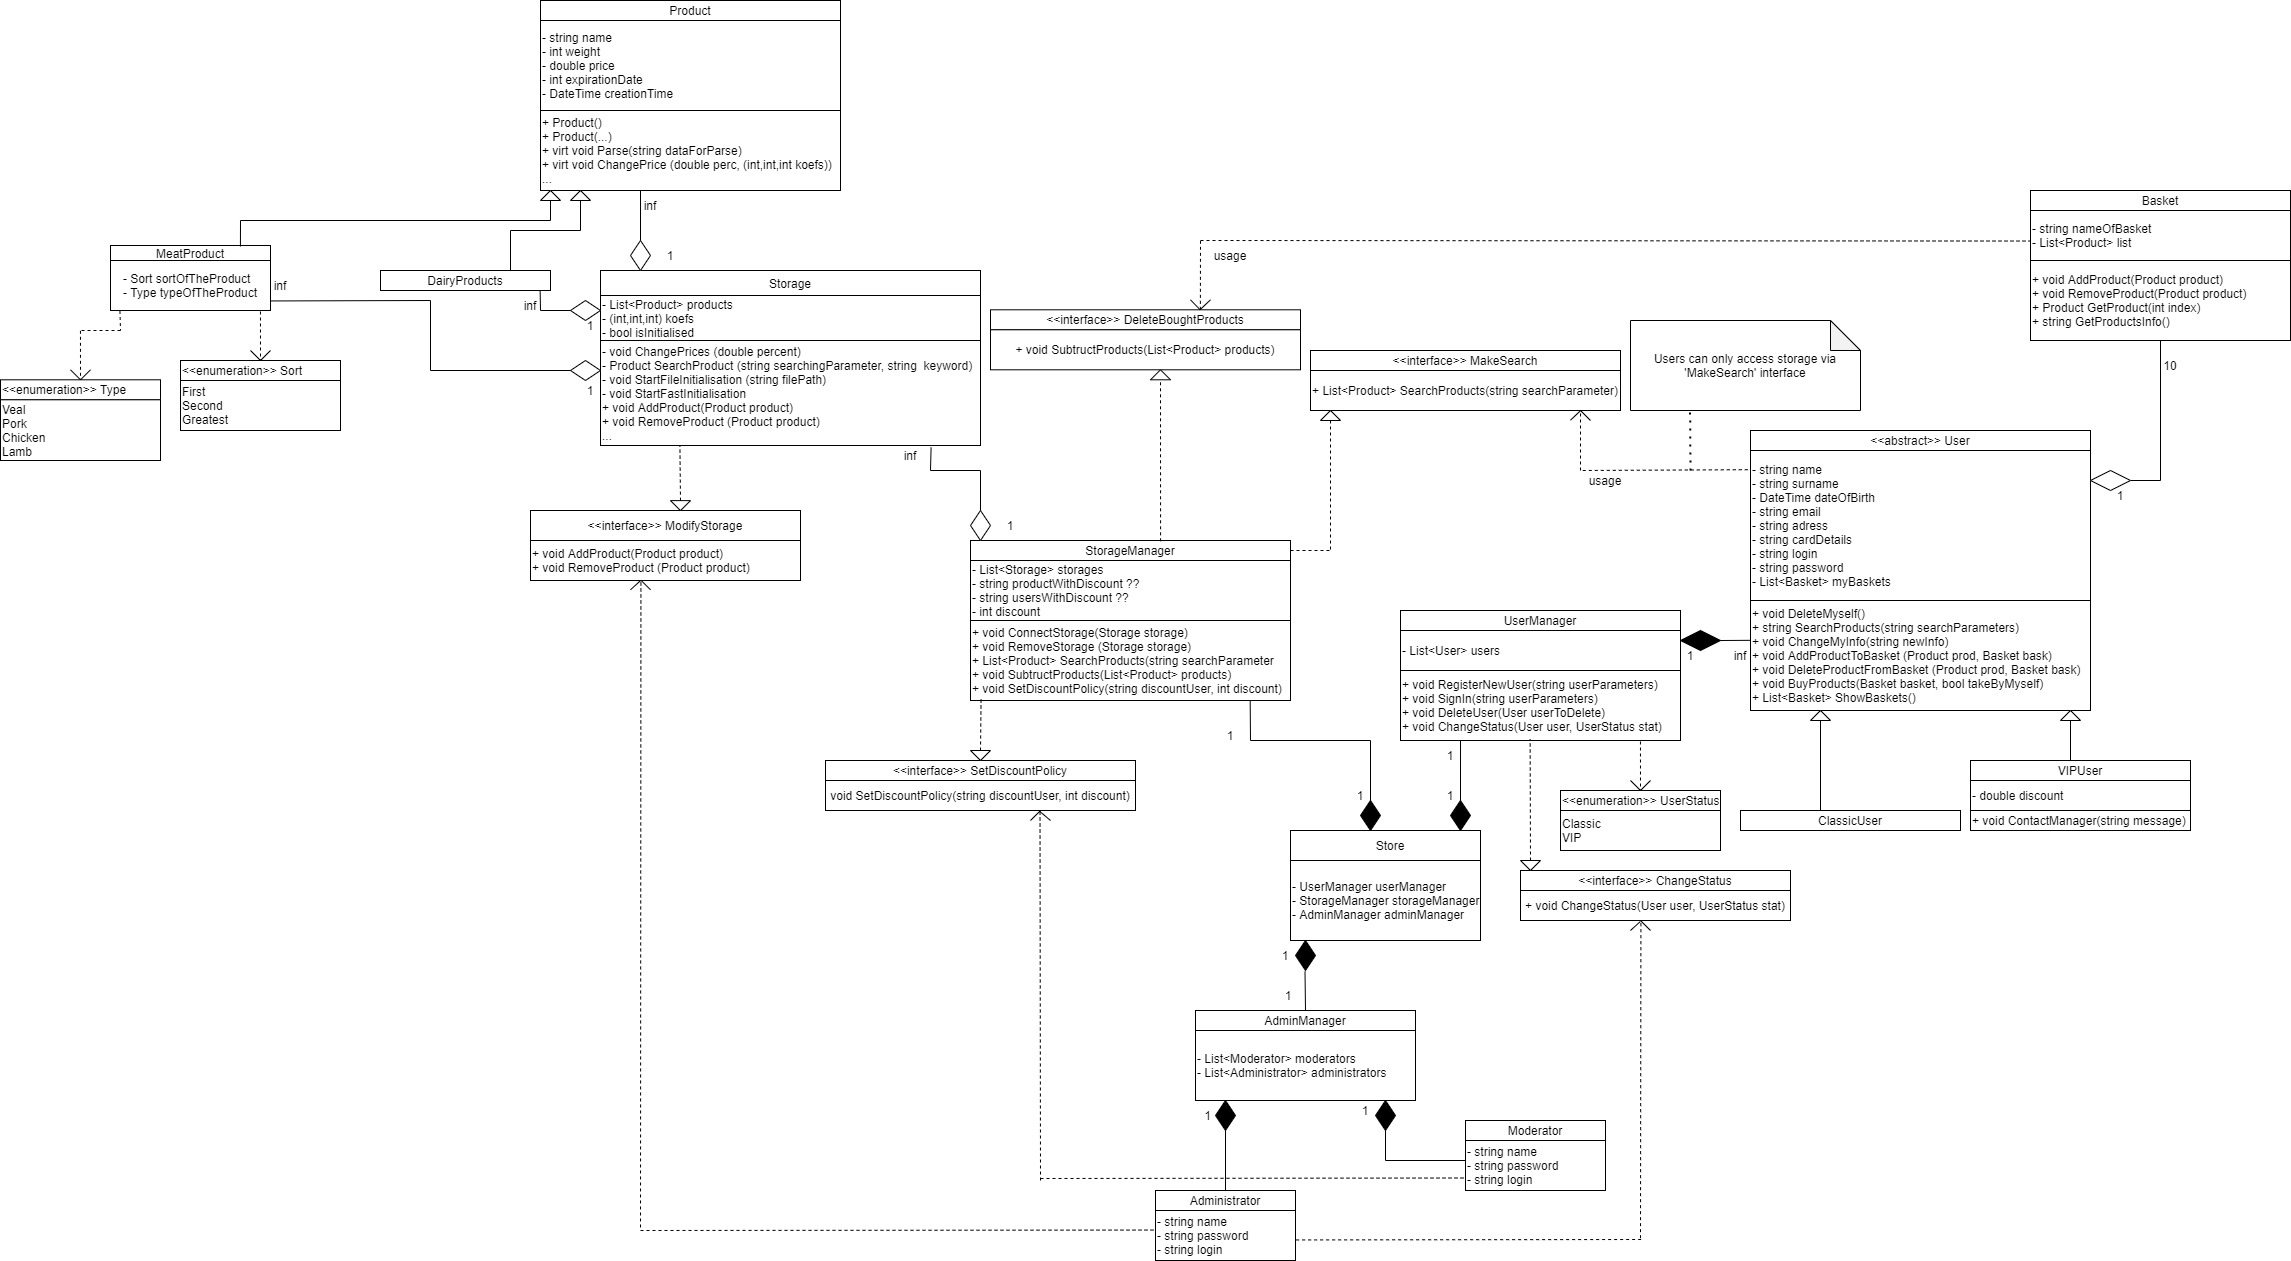 Product
- string name
- int weight
- double price
- int expirationDate
- DateTime creationTime
+ Product()
+ Product(...)
+ virt void Parse(string dataForParse)
+ virt void ChangePrice (double perc, (int,int,int koefs))
...
inf
1
MeatProduct
- Sort sortOfTheProduct
- Type typeOfTheProduct
inf
DairyProducts
inf
1
1
<<enumeration>> Type
Veal
Pork
Chicken
Lamb
<<enumeration>> Sort
First
Second
Greatest
Storage
- List<Product> products
- (int,int,int) koefs
- bool isInitialised
- void ChangePrices (double percent)
- Product SearchProduct (string searchingParameter, string  keyword)
- void StartFileInitialisation (string filePath)
- void StartFastInitialisation
+ void AddProduct(Product product)
+ void RemoveProduct (Product product)
...
inf
1
<<interface>> ModifyStorage
+ void AddProduct(Product product)
+ void RemoveProduct (Product product)
usage
<<interface>> DeleteBoughtProducts
+ void SubtructProducts(List<Product> products)
<<interface>> MakeSearch
+ List<Product> SearchProducts(string searchParameter)
Users can only access storage via
'MakeSearch' interface
usage
Basket
- string nameOfBasket
- List<Product> list
+ void AddProduct(Product product)
+ void RemoveProduct(Product product)
+ Product GetProduct(int index)
+ string GetProductsInfo()
10
1
<<abstract>> User
- string name
- string surname
- DateTime dateOfBirth
- string email
- string adress
- string cardDetails
- string login
- string password
- List<Basket> myBaskets
+ void DeleteMyself()
+ string SearchProducts(string searchParameters)
+ void ChangeMyInfo(string newInfo)
+ void AddProductToBasket (Product prod, Basket bask)
+ void DeleteProductFromBasket (Product prod, Basket bask)
+ void BuyProducts(Basket basket, bool takeByMyself)
+ List<Basket> ShowBaskets()
StorageManager
- List<Storage> storages
- string productWithDiscount ??
- string usersWithDiscount ??
- int discount
+ void ConnectStorage(Storage storage)
+ void RemoveStorage (Storage storage)
+ List<Product> SearchProducts(string searchParameter
+ void SubtructProducts(List<Product> products)
+ void SetDiscountPolicy(string discountUser, int discount)
1
1
UserManager
- List<User> users
+ void RegisterNewUser(string userParameters)
+ void SignIn(string userParameters)
+ void DeleteUser(User userToDelete)
+ void ChangeStatus(User user, UserStatus stat)
1
inf
1
1
<<interface>> SetDiscountPolicy
void SetDiscountPolicy(string discountUser, int discount)
<<enumeration>> UserStatus
Classic
VIP
ClassicUser
VIPUser
- double discount
+ void ContactManager(string message)
<<interface>> ChangeStatus
+ void ChangeStatus(User user, UserStatus stat)
Store
- UserManager userManager
- StorageManager storageManager
- AdminManager adminManager
1
1
AdminManager
- List<Moderator> moderators
- List<Administrator> administrators
1
1
Moderator
- string name
- string password
- string login
Administrator
- string name
- string password
- string login